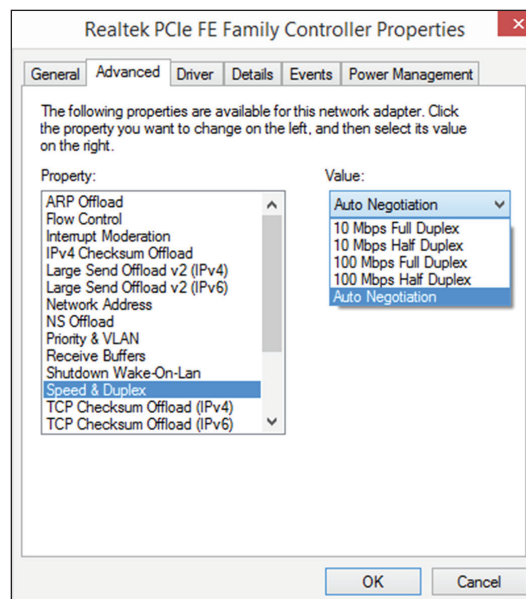 Realtek PCIe FE Family Controller Properties
General Advanced Driver Details Events Power Management
The following properties are available for this network adapter. Click
the property you want to change on the left, and then select its value
on the right.
Property:
Value:
ARP Offload
Flow Control
Interrupt Moderation
IPv4 Checksum Offload
Large Send Offload v2 (IPv4)
Large Send Offload v2 (IPv6)
Network Address
NS Offload
Priority & VLAN
Receive Buffers
Shutdown Wake-On-Lan
Speed & Duplex
TCP Checksum Offload (IPv4)
TCP Checksum Offload (IPv6)
Auto Negotiation
10 Mbps Full Duplex
10 Mbps Half Duplex
100 Mbps Full Duplex
100 Mbps Half Duplex
Auto Negotiation
OK
Cancel